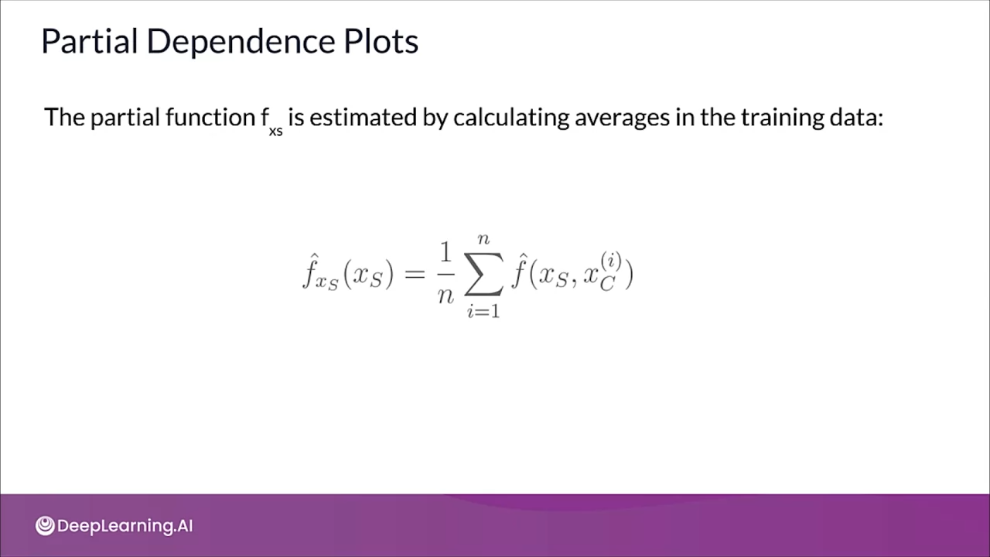 Partial Dependence Plots
The partial function f_xs is estimated by calculating averages in the training data:
$\hat{f}_{x_S}(x_S) = \frac{1}{n} \sum_{i=1}^{n} \hat{f}(x_S, x_C^{(i)})$
DeepLearning.AI